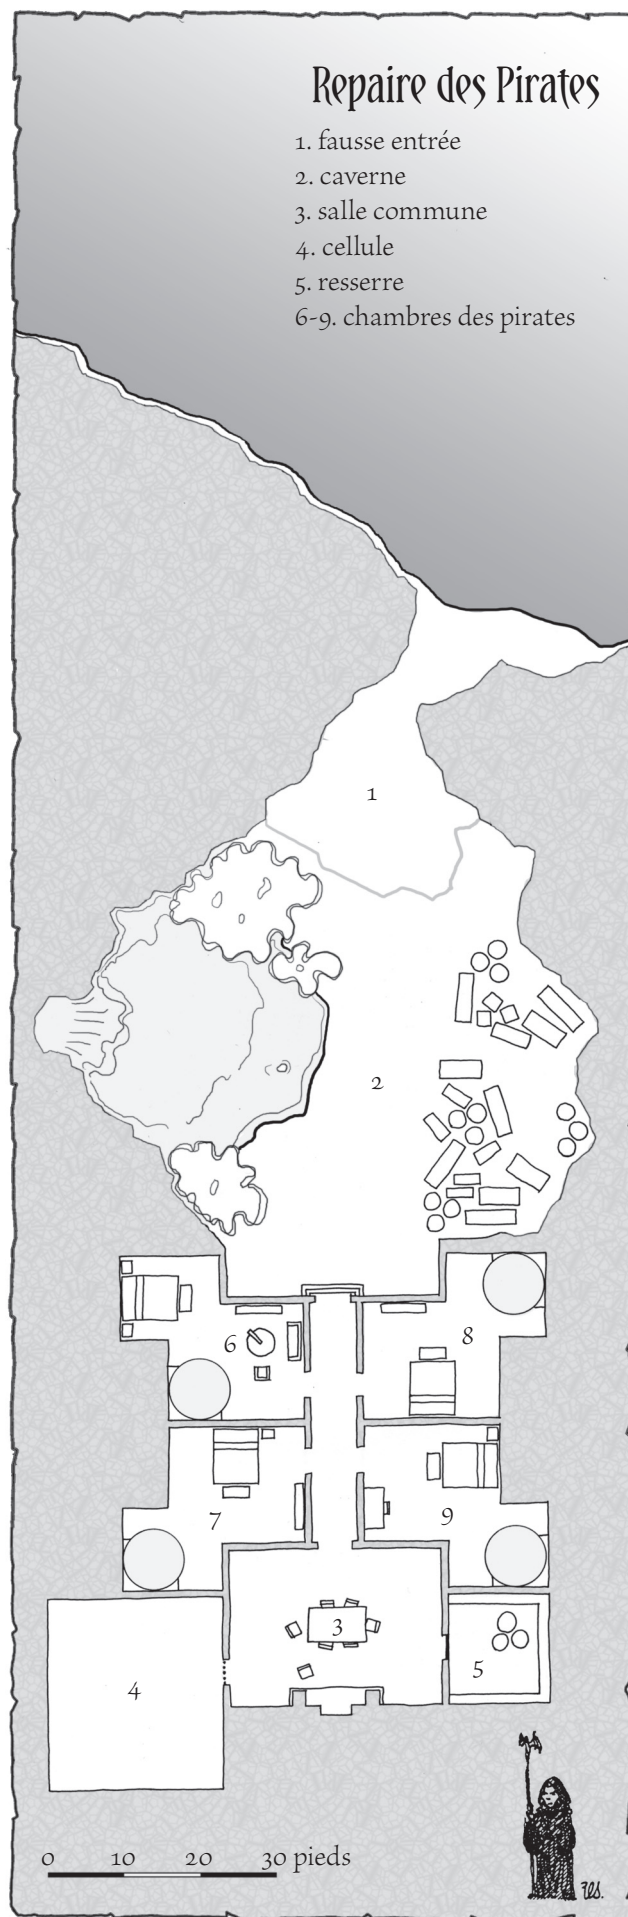 Repaire des Pirates
1. fausse entrée
2. caverne
3. salle commune
4. cellule
5. resserre
6-9. chambres des pirates
1
2
6
8
7
9
3
5
4
0 10 20 30 pieds